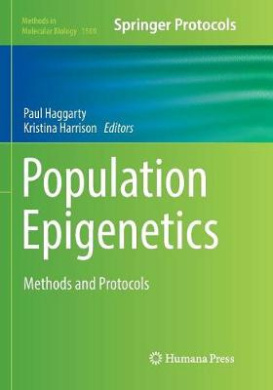 Methods in
Molecular Biology 1589
Springer Protocols
Paul Haggarty
Kristina Harrison Editors
Population
Epigenetics
Methods and Protocols
Humana Press